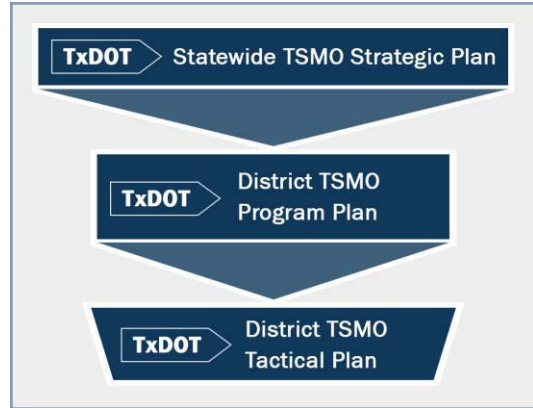 TxDOT Statewide TSMO Strategic Plan
TxDOT
District TSMO
Program Plan
TxDOT
District TSMO
Tactical Plan